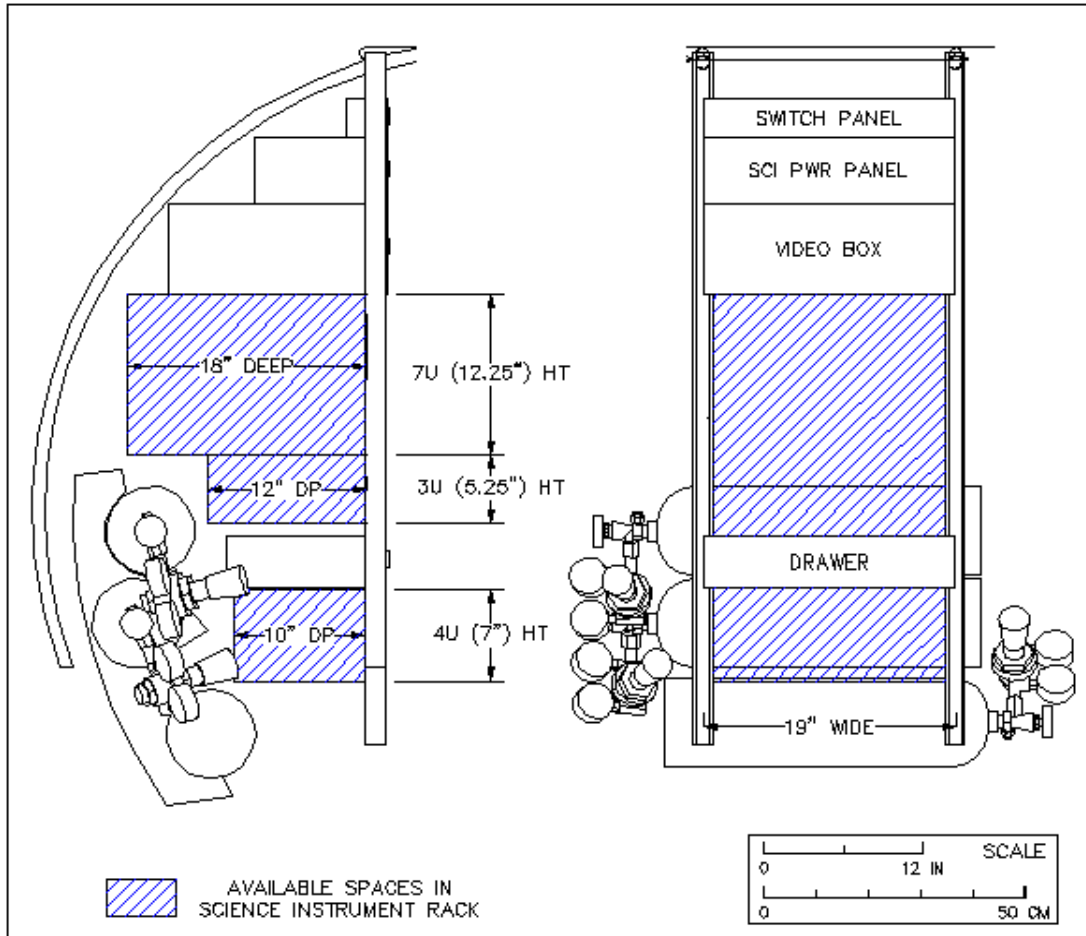 SWITCH PANEL
SCI PWR PANEL
VIDEO BOX
18" DEEP
7U (12.25") HT
12" DP
3U (5.25") HT
DRAWER
10" DP
4U (7") HT
19" WIDE
AVAILABLE SPACES IN
SCIENCE INSTRUMENT RACK
SCALE
0 12 IN
0 50 CM